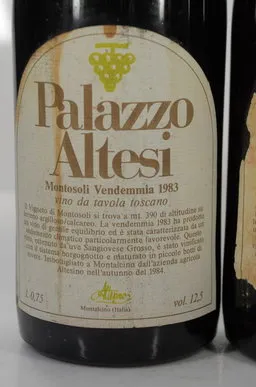 Palazzo
Altesi
Montosoli Vendemmia 1983
vino da tavola toscano
Il Vigneto di Montosoli si trova a mt. 390 di altitudine su
terreno argilloso/calcareo. La vendemmia 1983 ha prodotto
un vino di grande equilibrio ed è stata caratterizzata da un
andamento climatico particolarmente favorevole. Questo
vino, ottenuto da uve Sangiovese Grosso, è stato vinificato
con il sistema borgognotto e maturato in piccole botti di
rovere. Imbottigliato a Montalcino dall'azienda agricola
Altesino nell'autunno del 1984.
L 0,75
Altesino
vol. 12,5
Montalcino (Italia)